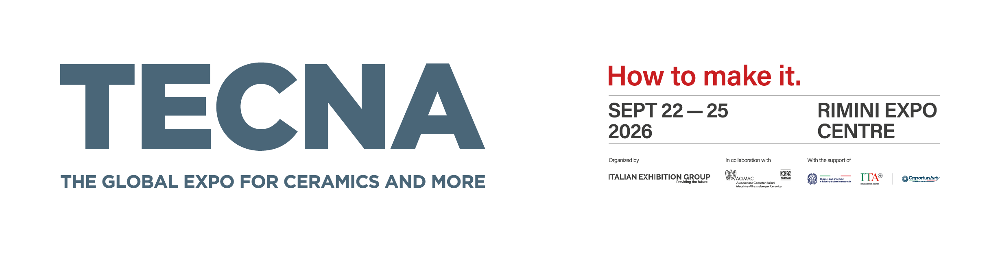 TECNA
THE GLOBAL EXPO FOR CERAMICS AND MORE
How to make it.
SEPT 22 — 25
2026
RIMINI EXPO
CENTRE
Organized by
ITALIAN EXHIBITION GROUP
Providing the future
In collaboration with
ACIMAC
Associazione Costruttori Italiani
Macchine Attrezzature per Ceramica
ACIMAC
With the support of
Ministero degli Affari Esteri
e della Cooperazione Internazionale
ITA
ITALIAN TRADE AGENCY
OpportunItaly